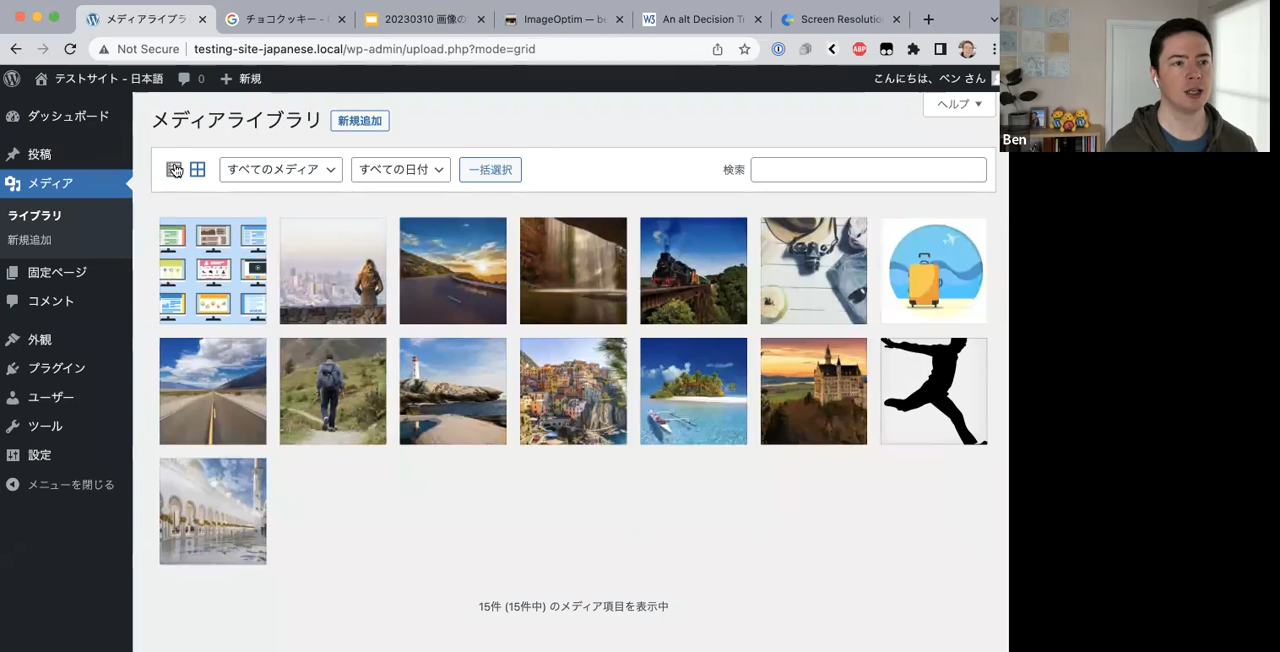 メディアライブラ
チョコクッキー - 
20230310 画像の
ImageOptim — be
An alt Decision Tr
Screen Resolutio
Not Secure
testing-site-japanese.local/wp-admin/upload.php?mode=grid
ABP
テストサイト - 日本語
0
新規
こんにちは、ベン さん
Ben
ダッシュボード
投稿
メディア
ライブラリ
新規追加
固定ページ
コメント
外観
プラグイン
ユーザー
ツール
設定
メニューを閉じる
メディアライブラリ
新規追加
ヘルプ
すべてのメディア
すべての日付
一括選択
検索
15件 (15件中) のメディア項目を表示中